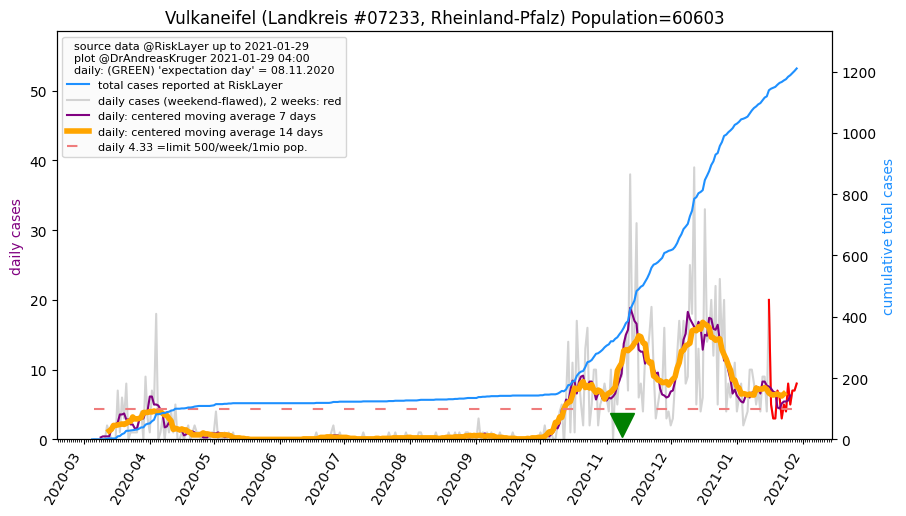 Vulkaneifel (Landkreis #07233, Rheinland-Pfalz) Population=60603
source data @RiskLayer up to 2021-01-29
plot @DrAndreasKruger 2021-01-29 04:00
daily: (GREEN) 'expectation day' = 08.11.2020
total cases reported at RiskLayer
daily cases (weekend-flawed), 2 weeks: red
daily: centered moving average 7 days
daily: centered moving average 14 days
daily 4.33 =limit 500/week/1mio pop.
daily cases
50
40
30
20
10
0
cumulative total cases
1200
1000
800
600
400
200
0
2020-03
2020-04
2020-05
2020-06
2020-07
2020-08
2020-09
2020-10
2020-11
2020-12
2021-01
2021-02